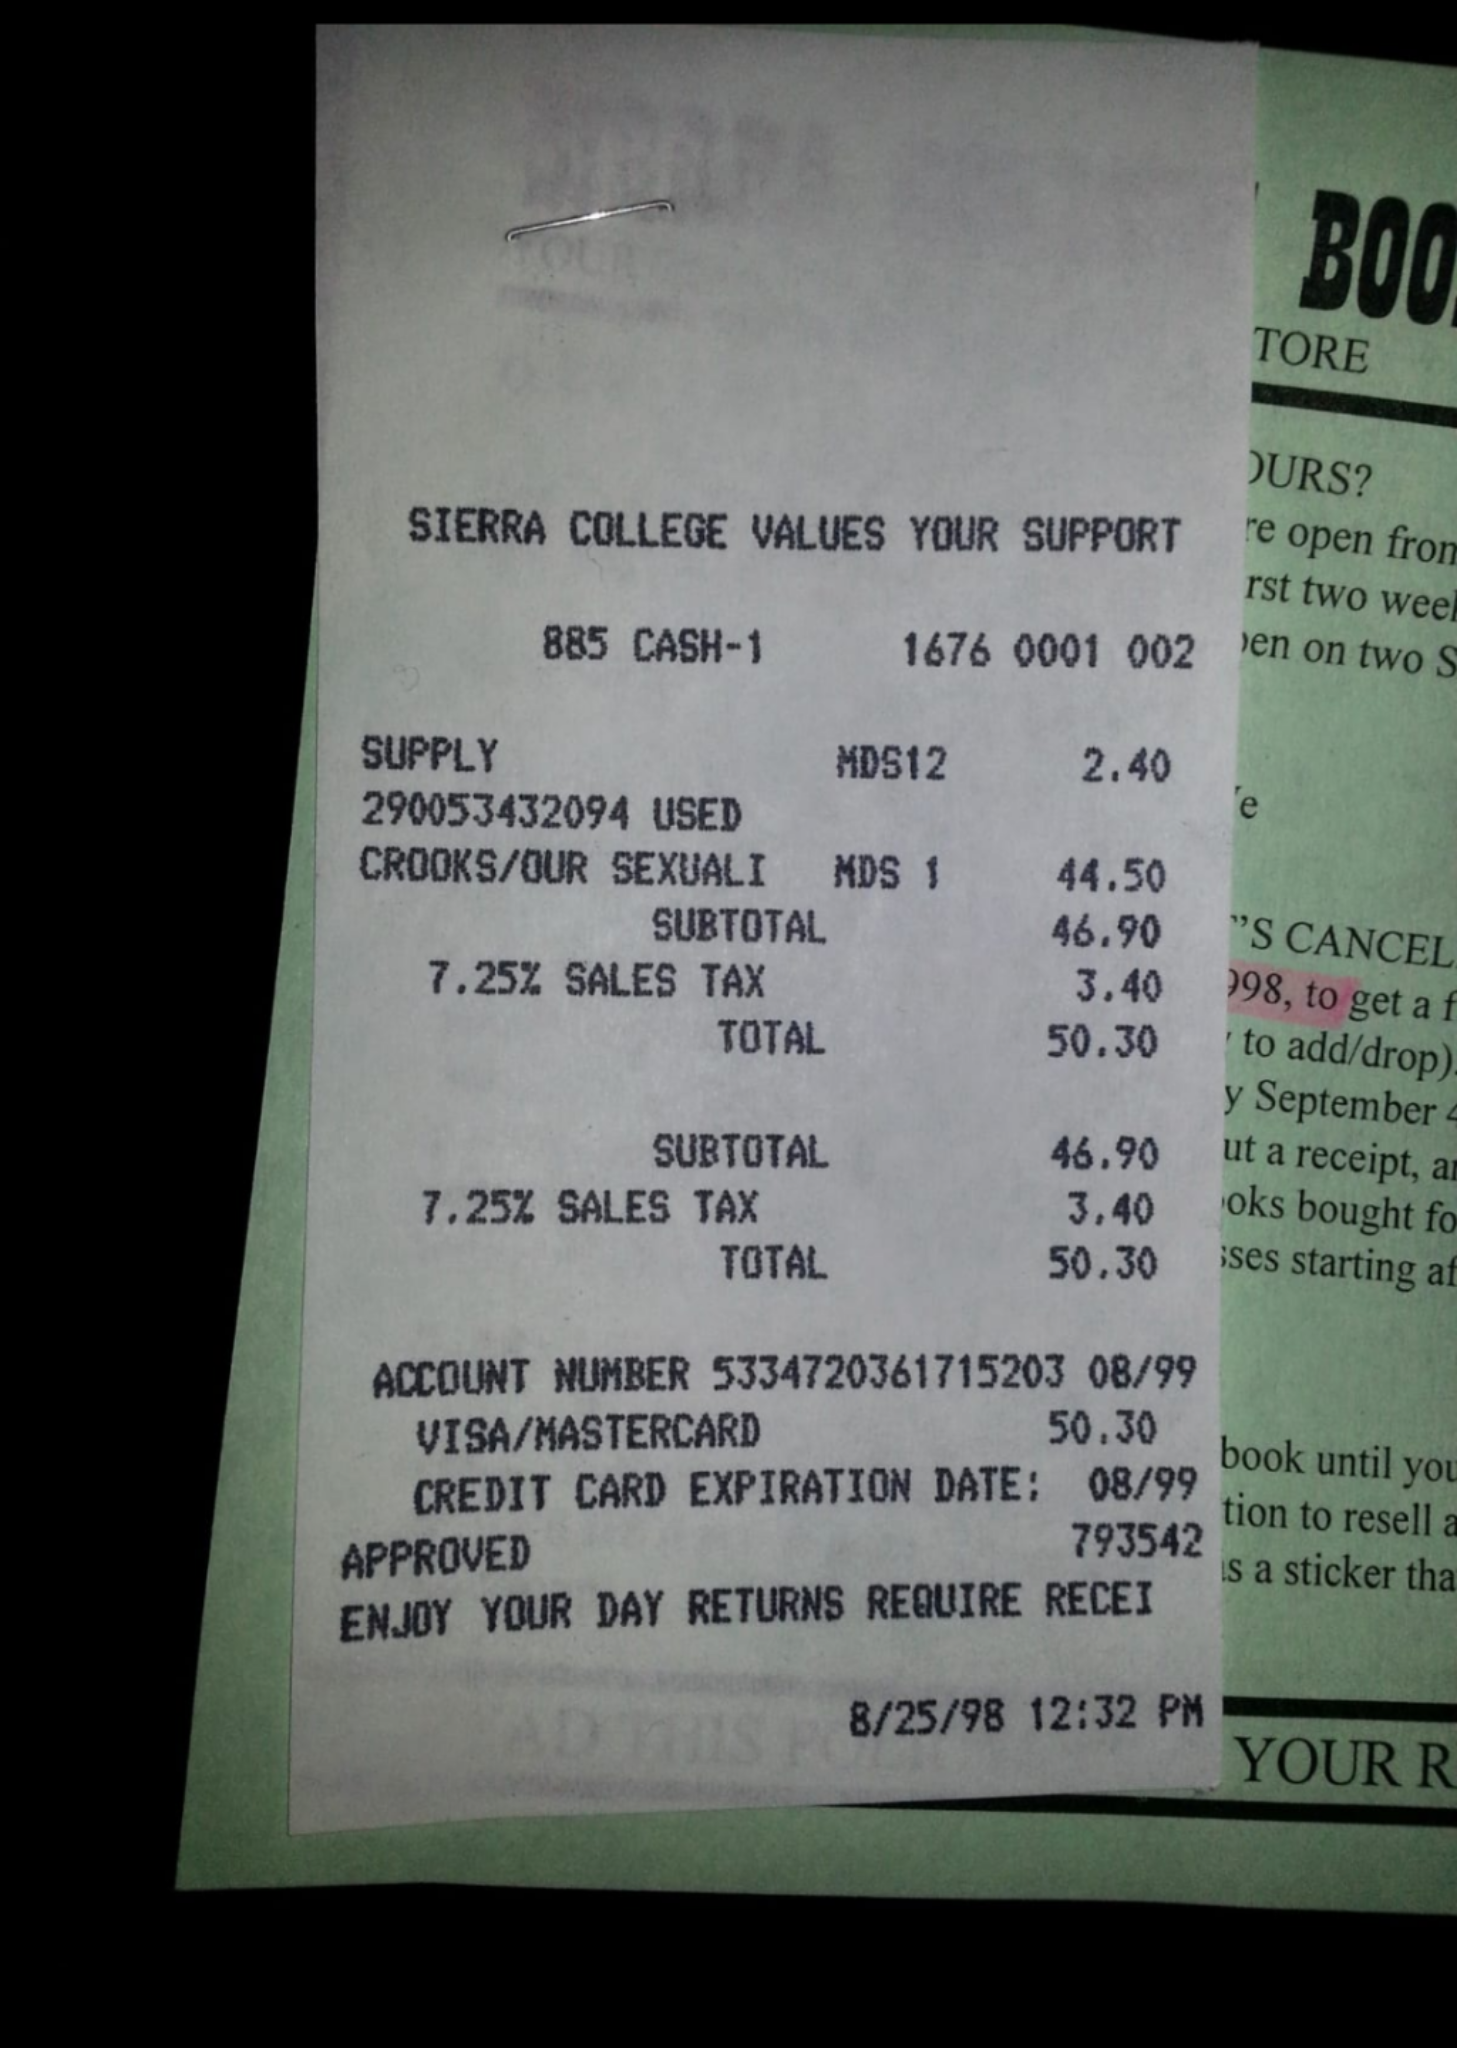 SIERRA COLLEGE VALUES YOUR SUPPORT
885 CASH-1 1676 0001 002
SUPPLY MDS12 2.40
290053432094 USED
CROOKS/OUR SEXUALI MDS 1 44.50
SUBTOTAL 46.90
7.25% SALES TAX 3.40
TOTAL 50.30
SUBTOTAL 46.90
7.25% SALES TAX 3.40
TOTAL 50.30
ACCOUNT NUMBER 5334720361715203 08/99
VISA/MASTERCARD 50.30
CREDIT CARD EXPIRATION DATE: 08/99
APPROVED 793542
ENJOY YOUR DAY RETURNS REQUIRE RECEI
8/25/98 12:32 PM
BOO
TORE
OURS?
re open from
rst two week
pen on two S
'S CANCEL
998, to get a f
to add/drop).
y September 4
ut a receipt, a
ooks bought fo
sses starting af
book until you
tion to resell a
as a sticker tha
YOUR R